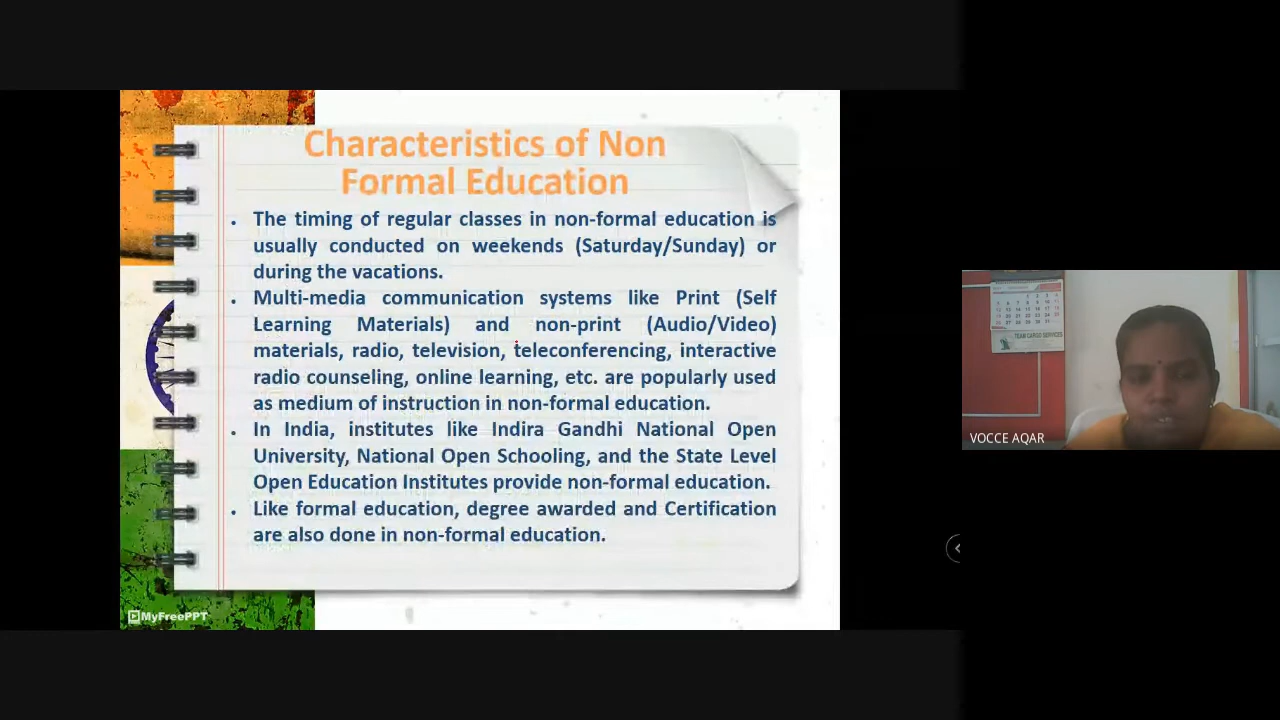 Characteristics of Non
Formal Education
• The timing of regular classes in non-formal education is
usually conducted on weekends (Saturday/Sunday) or
during the vacations.
• Multi-media communication systems like Print (Self
Learning Materials) and non-print (Audio/Video)
materials, radio, television, teleconferencing, interactive
radio counseling, online learning, etc. are popularly used
as medium of instruction in non-formal education.
• In India, institutes like Indira Gandhi National Open
University, National Open Schooling, and the State Level
Open Education Institutes provide non-formal education.
• Like formal education, degree awarded and Certification
are also done in non-formal education.
MyFreePPT
TEAM CARGO SERVICES
VOCCE AQAR